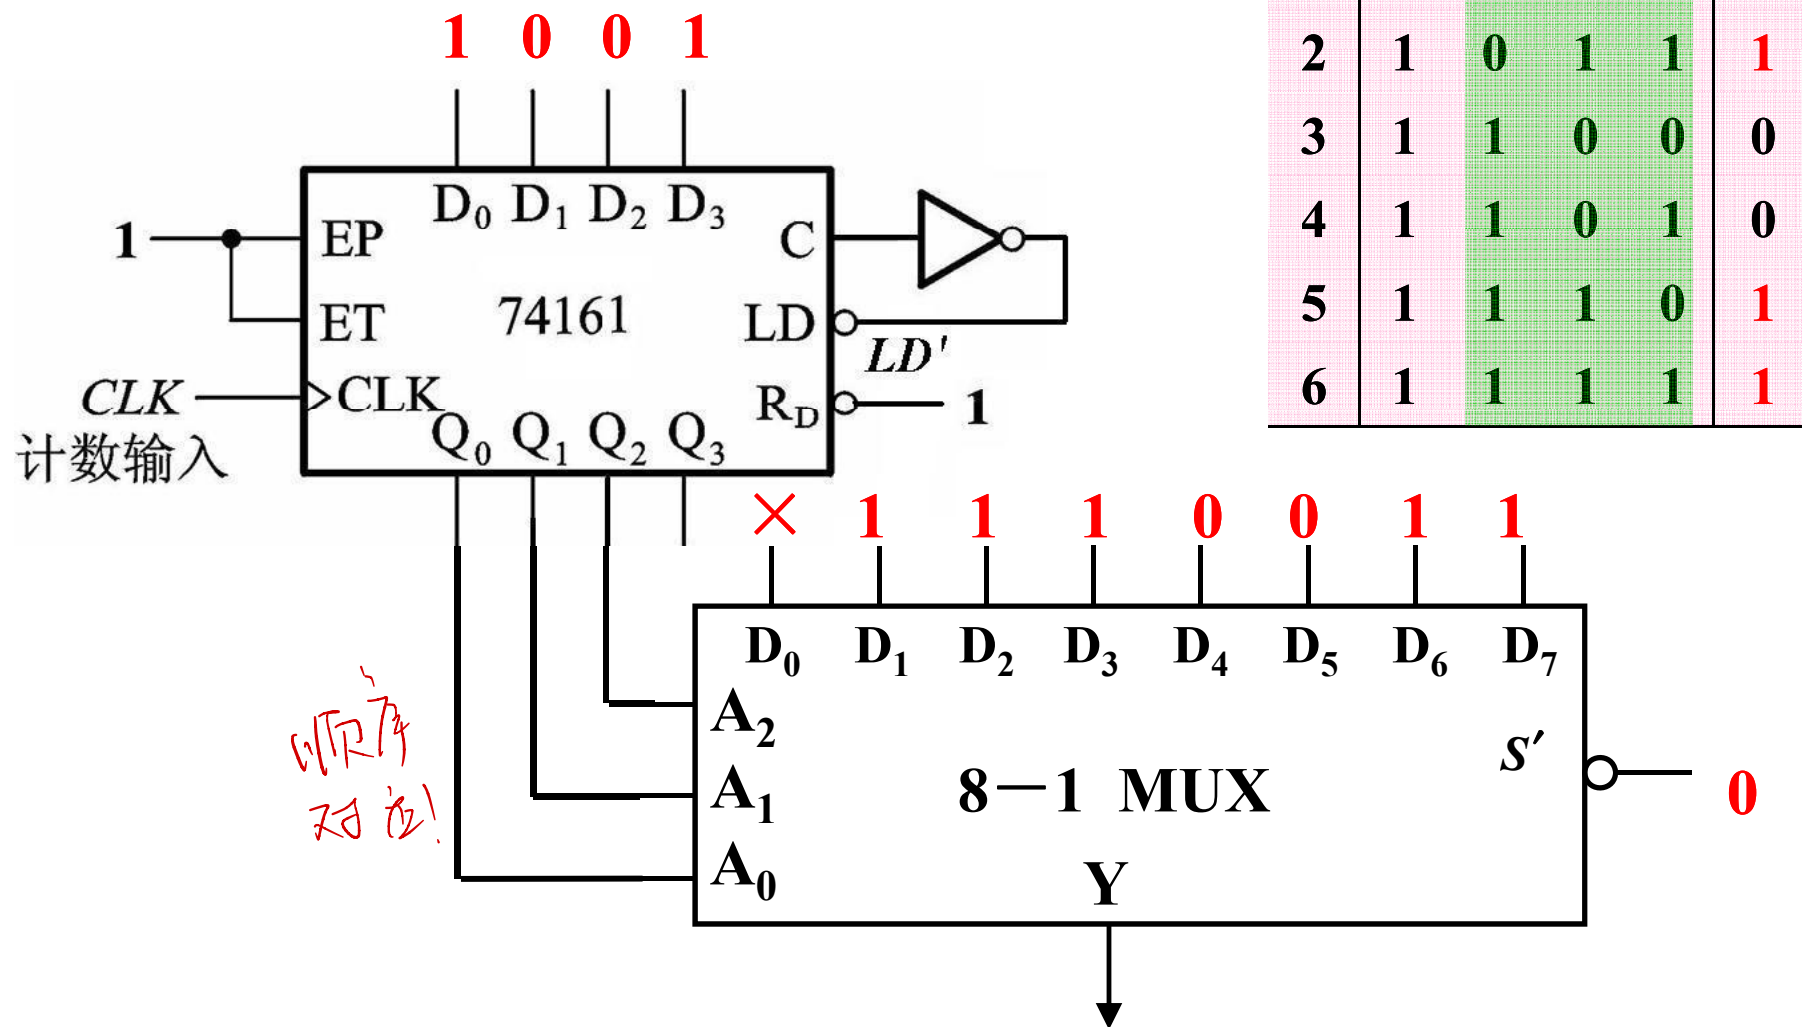 1 0 0 1
D0 D1 D2 D3
1 EP C
74161
ET LD
LD'
CLK CLK RD 1
计数输入
Q0 Q1 Q2 Q3
2 1 0 1 1 1
3 1 1 0 0 0
4 1 1 0 1 0
5 1 1 1 0 1
6 1 1 1 1 1
× 1 1 1 0 0 1 1
D0 D1 D2 D3 D4 D5 D6 D7
A2
S'
A1 8—1 MUX 0
A0 Y
顺序
对应!